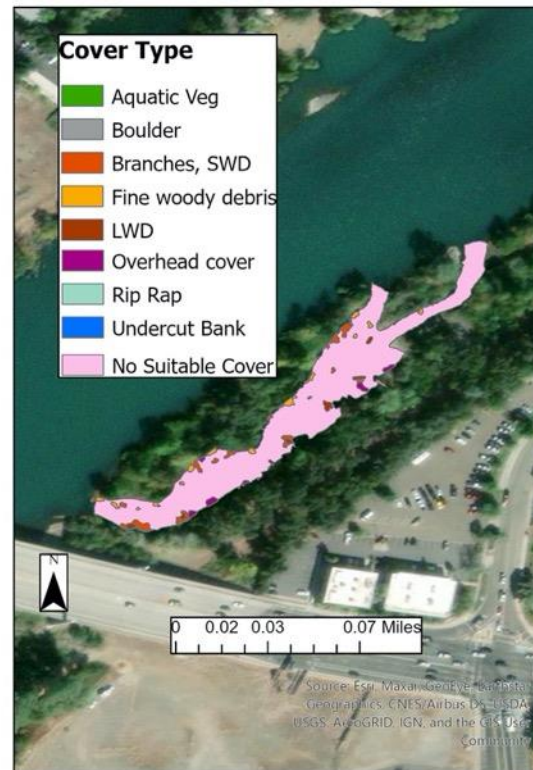 Cover Type
Aquatic Veg
Boulder
Branches, SWD
Fine woody debris
LWD
Overhead cover
Rip Rap
Undercut Bank
No Suitable Cover
N
0 0.02 0.03 0.07 Miles
Source: Esri, Maxar, GeoEye, Earthstar
Geographics, CNES/Airbus DS, USDA,
USGS, AeroGRID, IGN, and the GIS User
Community